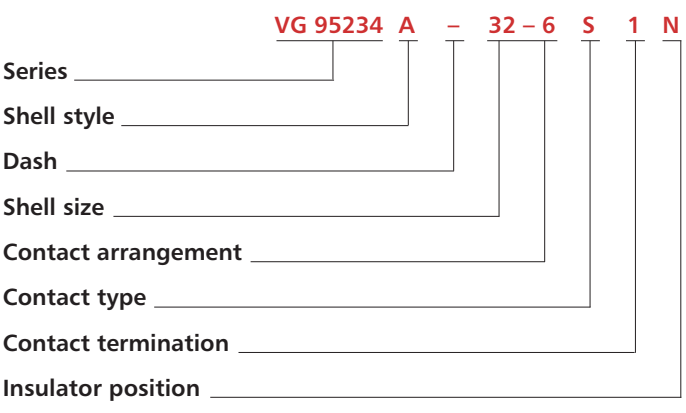 VG 95234 A – 32 – 6 S 1 N
Series
Shell style
Dash
Shell size
Contact arrangement
Contact type
Contact termination
Insulator position